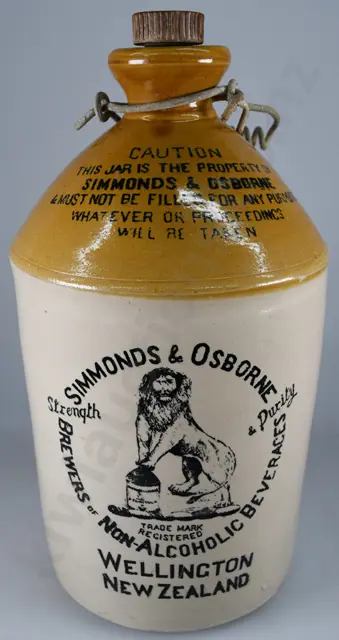 CAUTION
THIS JAR IS THE PROPERTY OF
SIMMONDS & OSBORNE
& MUST NOT BE FILLED FOR ANY PURPOSE
WHATEVER OR PROCEEDINGS
WILL BE TAKEN
SIMMONDS & OSBORNE
Strength
& Purity
BREWERS OF NON-ALCOHOLIC BEVERAGES
TRADE MARK
REGISTERED
WELLINGTON
NEW ZEALAND